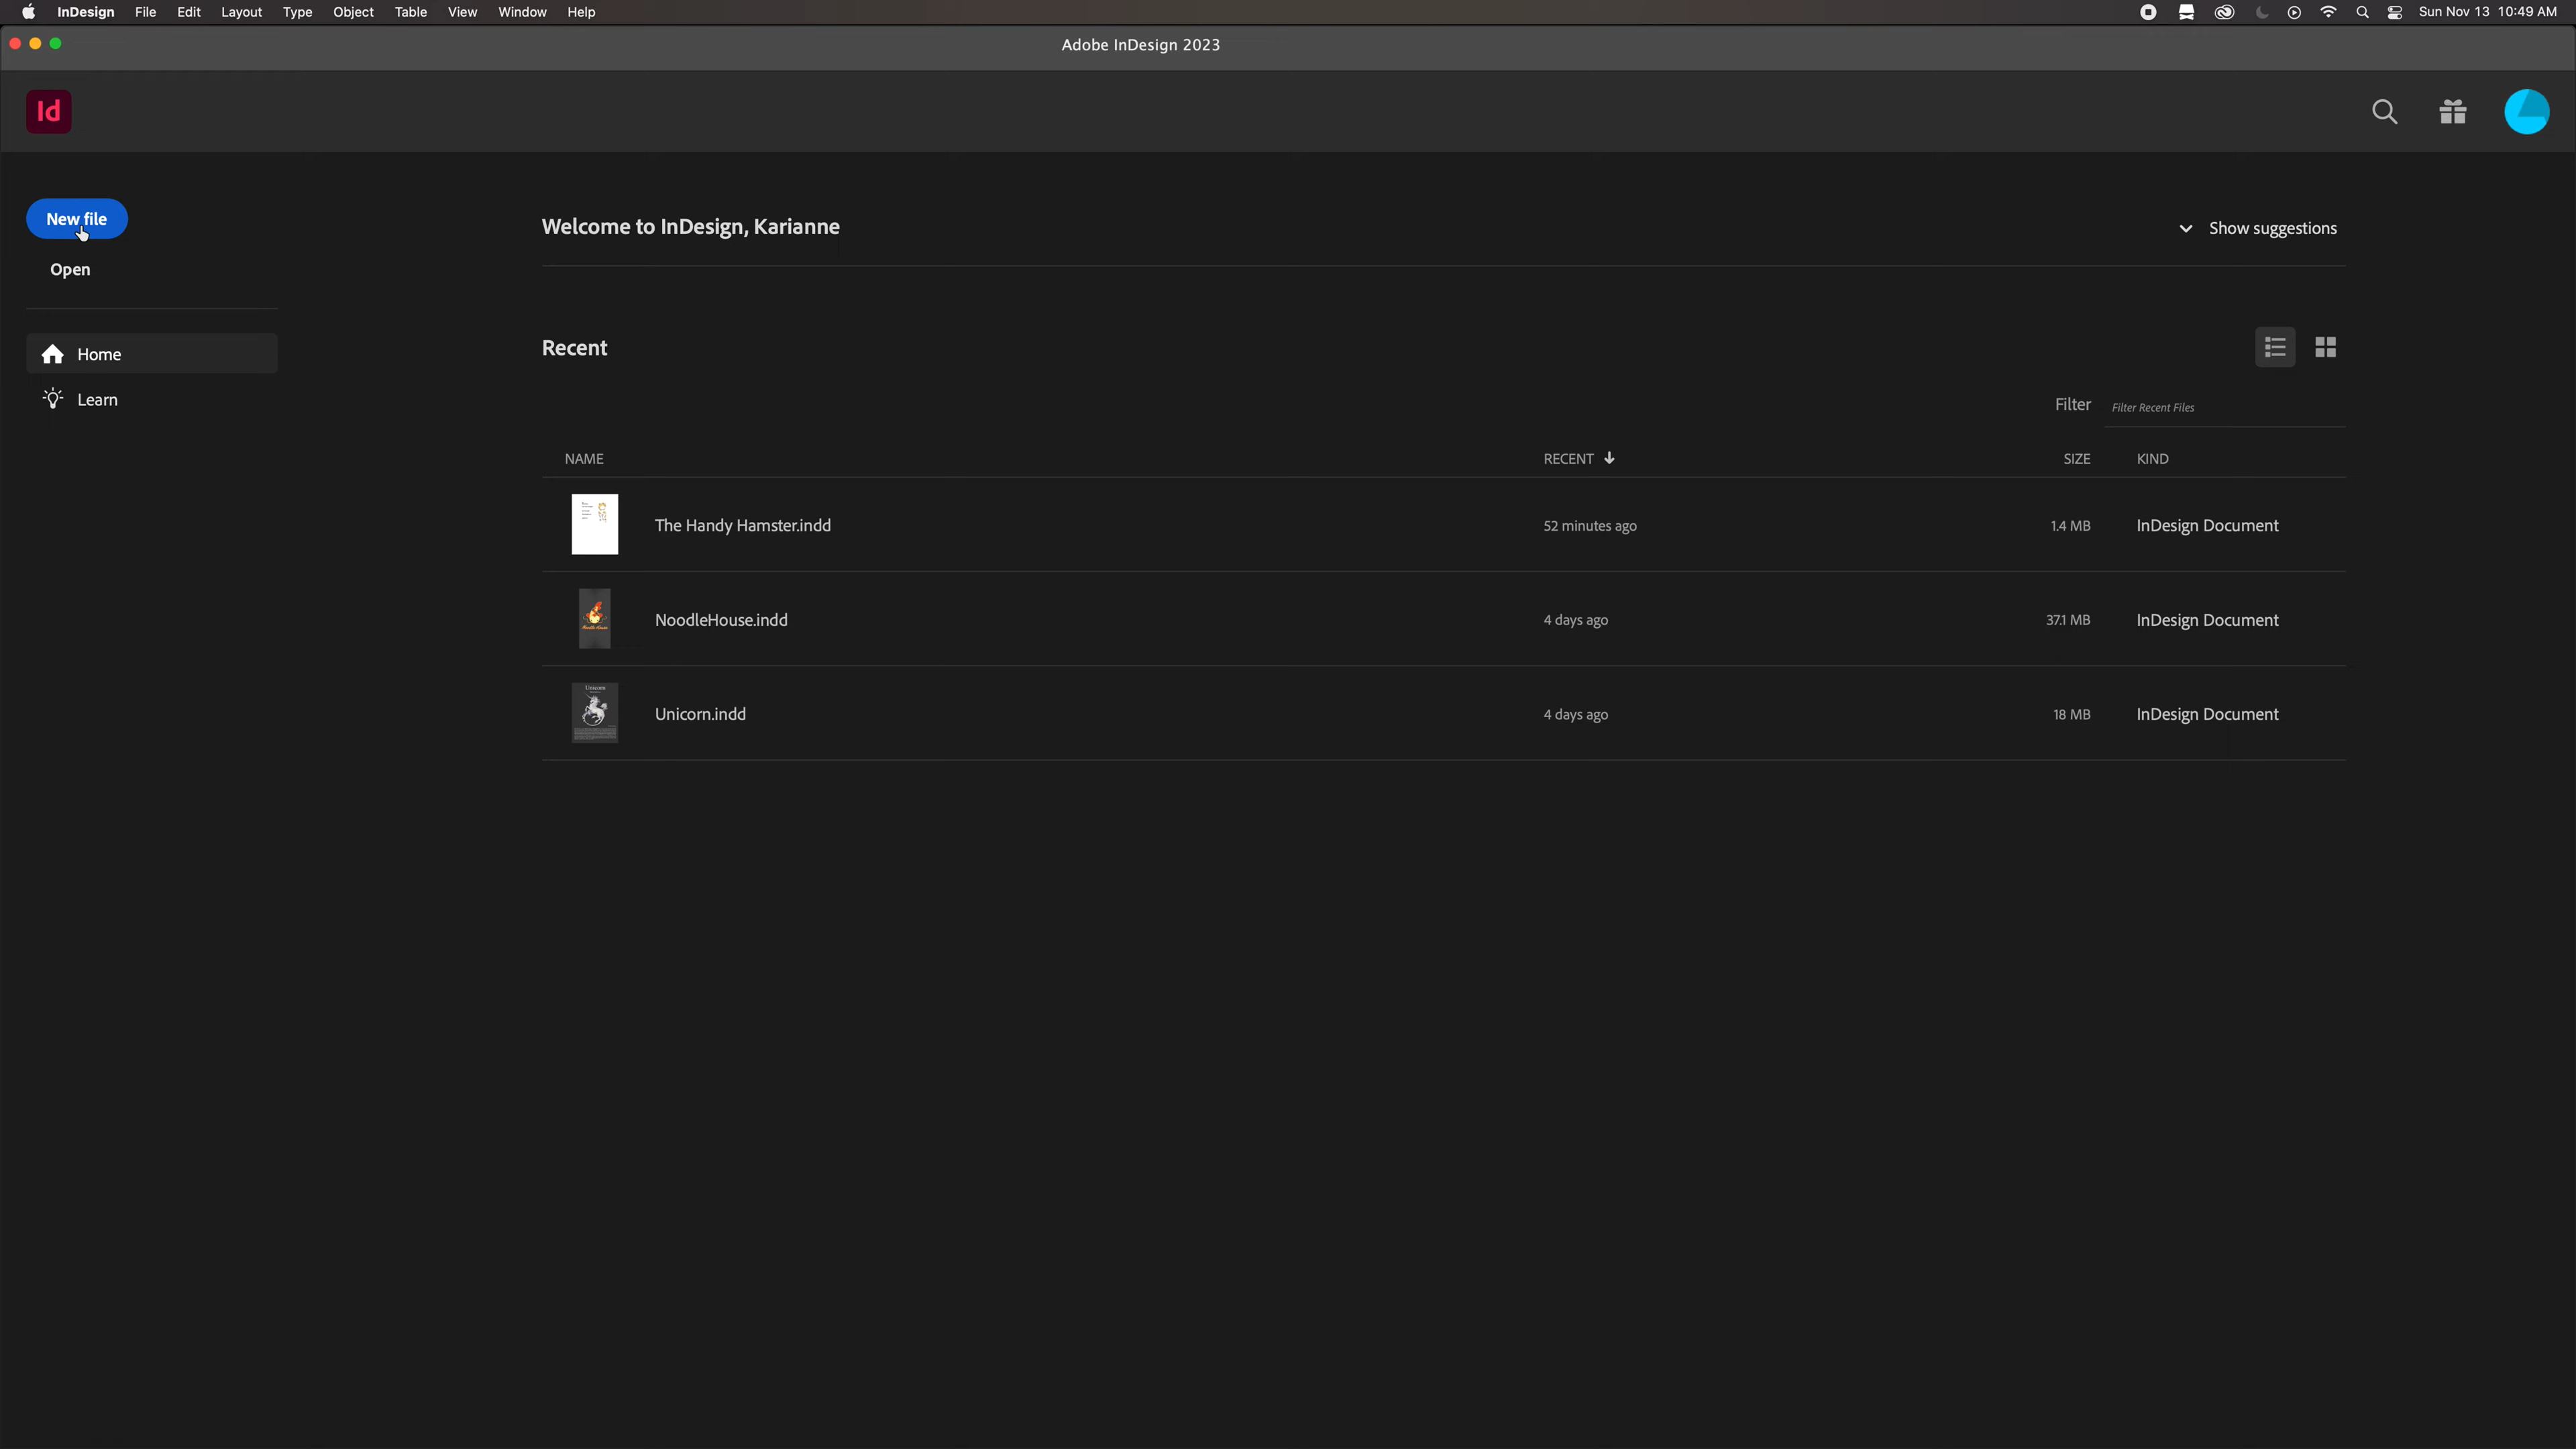 InDesign File Edit Layout Type Object Table View Window Help Sun Nov 13 10:49 AM
Adobe InDesign 2023
Id
New file
Welcome to InDesign, Karianne
Show suggestions
Open
Home
Recent
Learn
Filter Filter Recent Files
NAME RECENT SIZE KIND
The Handy Hamster.indd 52 minutes ago 1.4 MB InDesign Document
NoodleHouse.indd 4 days ago 37.1 MB InDesign Document
Unicorn
Unicorn.indd 4 days ago 18 MB InDesign Document